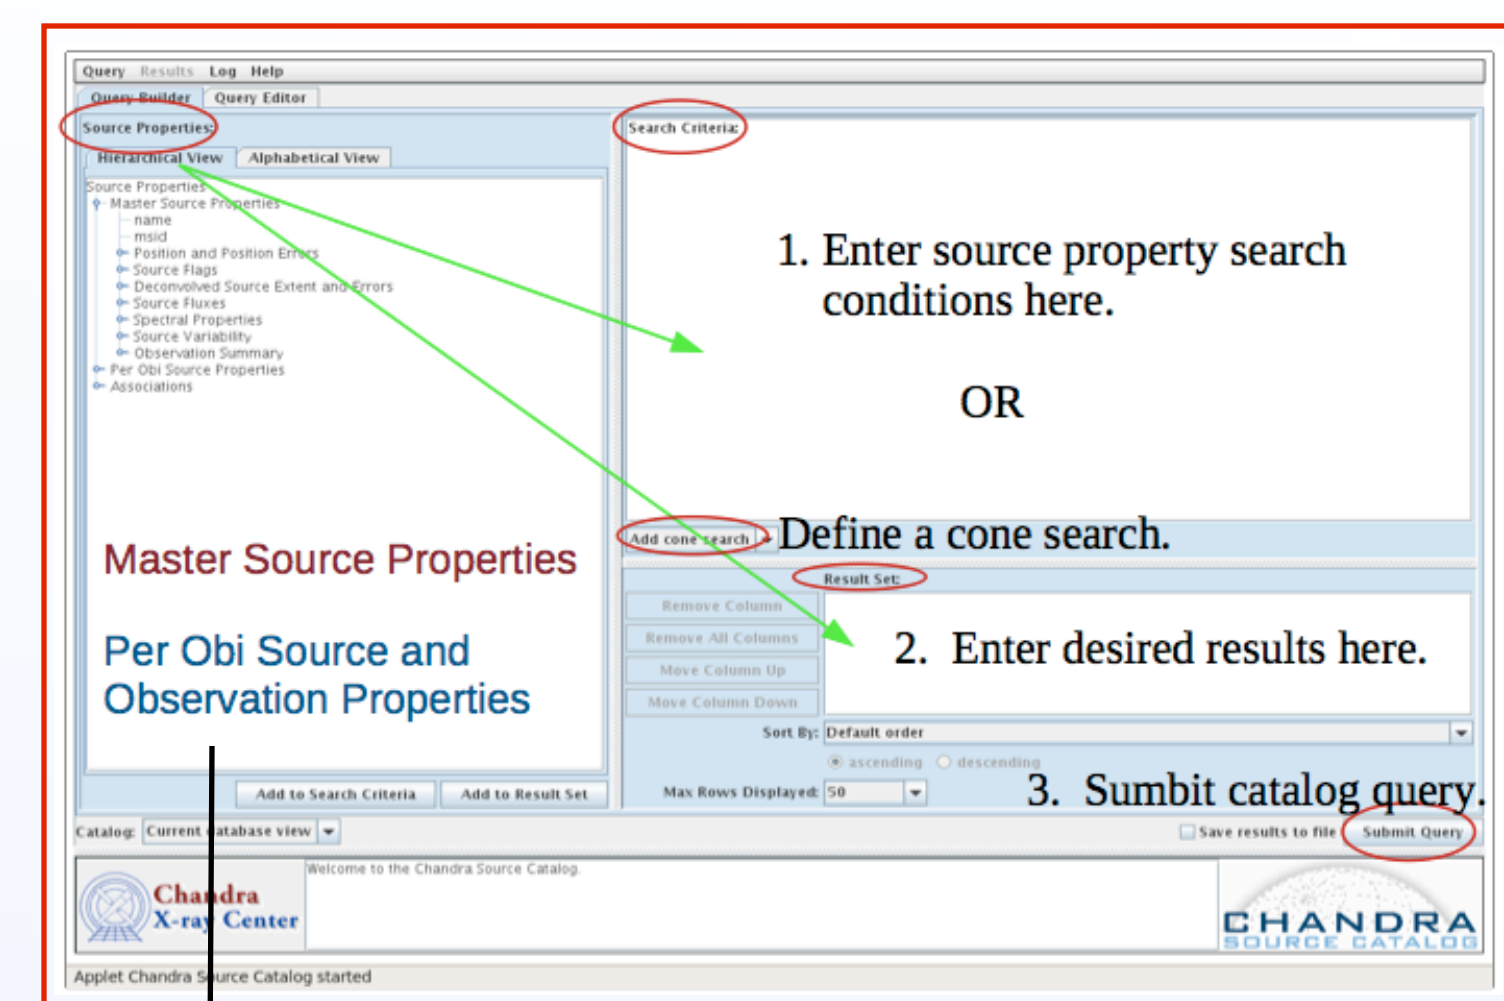 Query Results Log Help
Query Builder Query Editor
Source Properties:
Hierarchical View Alphabetical View
Source Properties
Master Source Properties
name
msid
Position and Position Errors
Source Flags
Deconvolved Source Extent and Errors
Source Fluxes
Spectral Properties
Source Variability
Observation Summary
Per Obi Source Properties
Associations
Master Source Properties
Per Obi Source and
Observation Properties
Add to Search Criteria Add to Result Set
Search Criteria:
1. Enter source property search
conditions here.
OR
Add cone search Define a cone search.
Result Set:
Remove Column
Remove All Columns
Move Column Up
Move Column Down
2. Enter desired results here.
Sort By: Default order
ascending descending
Max Rows Displayed: 50
3. Sumbit catalog query.
Catalog: Current database view
Save results to file Submit Query
Chandra
X-ray Center
Welcome to the Chandra Source Catalog.
CHANDRA
SOURCE CATALOG
Applet Chandra Source Catalog started